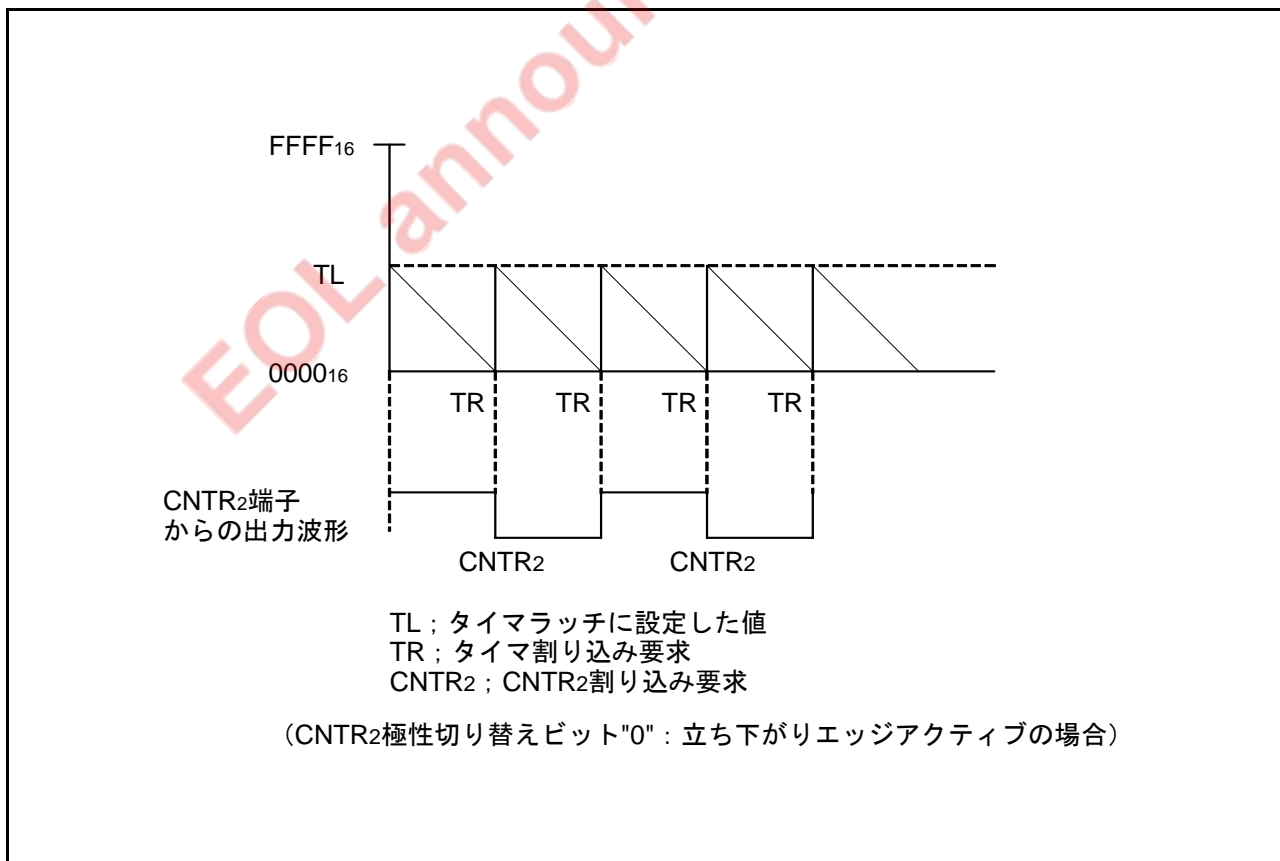 EOL announ
FFFF16
TL
000016
TR TR TR TR
CNTR2端子
からの出力波形
CNTR2 CNTR2
TL ; タイマラッチに設定した値
TR ; タイマ割り込み要求
CNTR2 ; CNTR2割り込み要求
（CNTR2極性切り替えビット"0" : 立ち下がりエッジアクティブの場合）